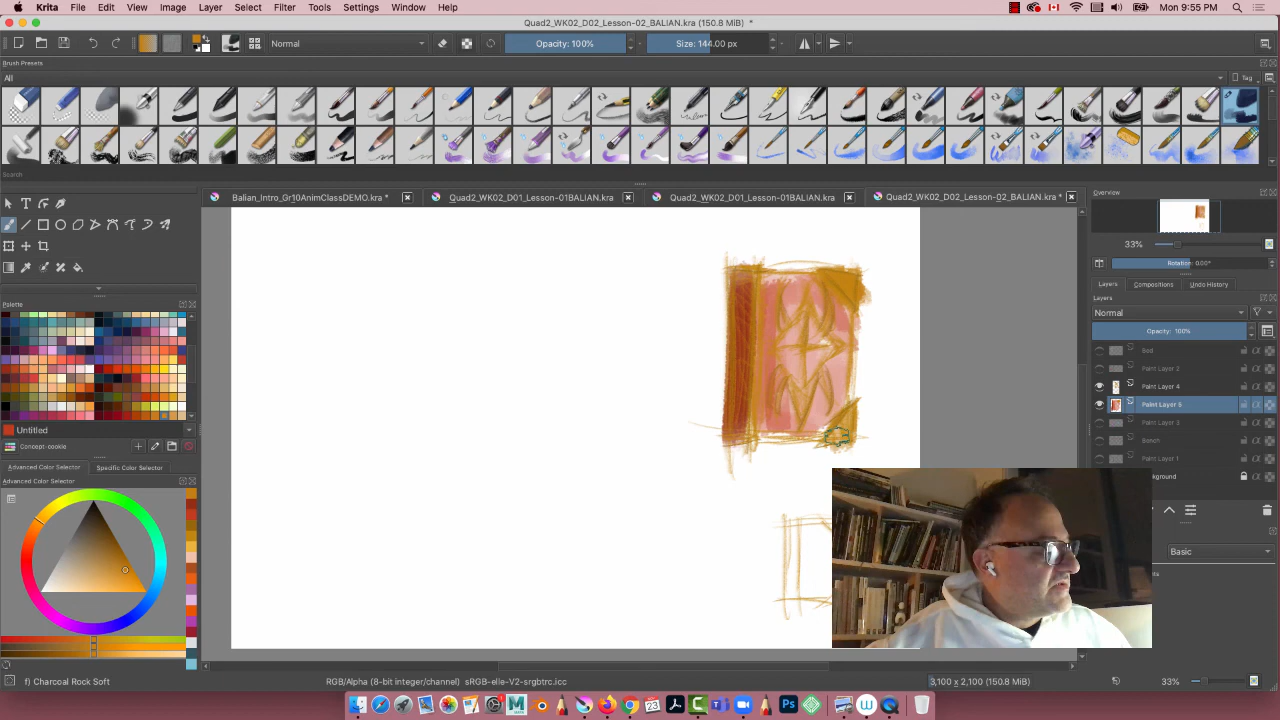 Krita File Edit View Image Layer Select Filter Tools Settings Window Help Mon 9:55 PM
Quad2_WK02_D02_Lesson-02_BALIAN.kra (150.8 MiB) *
Normal Opacity: 100% Size: 144.00 px
Brush Presets
All Tag
Search
Balian_Intro_Gr10AnimClassDEMO.kra * Quad2_WK02_D01_Lesson-01BALIAN.kra Quad2_WK02_D01_Lesson-01BALIAN.kra Quad2_WK02_D02_Lesson-02_BALIAN.kra *
Overview
33%
Rotation: 0.00°
Layers Compositions Undo History
Layers
Normal
Opacity: 100%
Bed
Paint Layer 2
Paint Layer 4
Paint Layer 5
Paint Layer 3
Bench
Paint Layer 1
Basic
Palette
Untitled
Concept-cookie
Advanced Color Selector Specific Color Selector
Advanced Color Selector
f) Charcoal Rock Soft RGB/Alpha (8-bit integer/channel) sRGB-elle-V2-srgbtrc.icc 3,100 x 2,100 (150.8 MiB) 33%